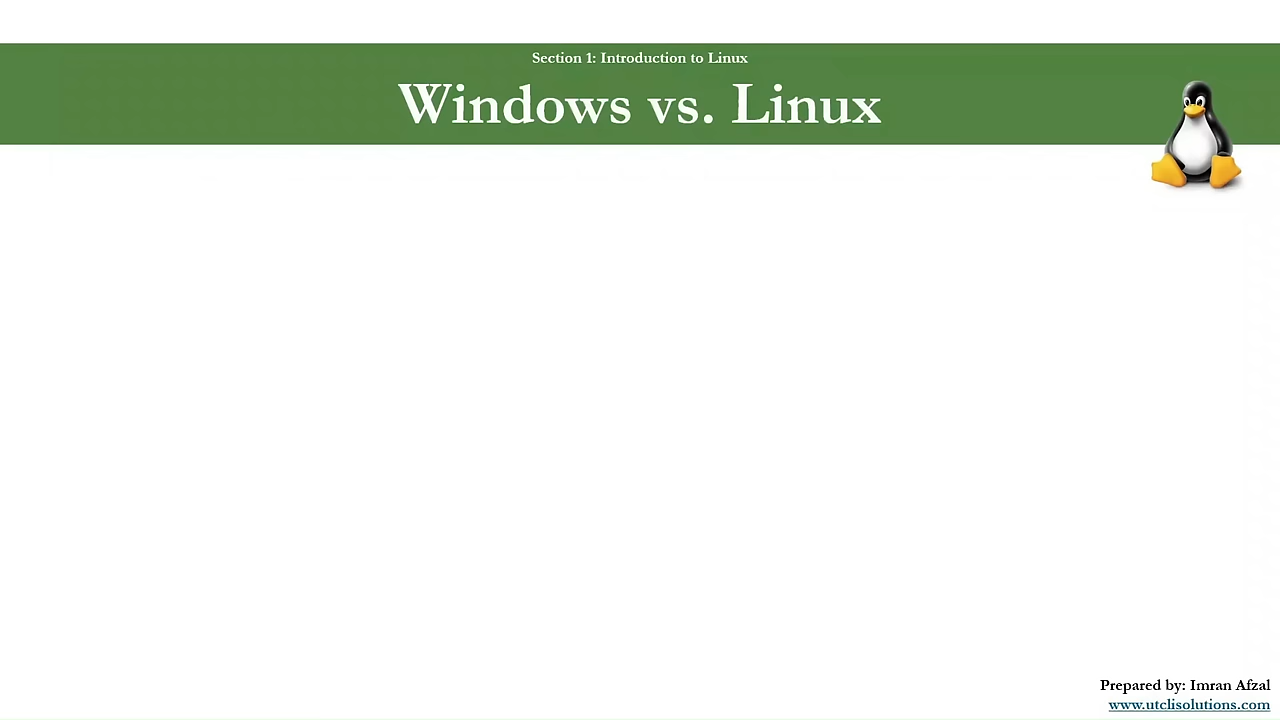 Section 1: Introduction to Linux
Windows vs. Linux
Prepared by: Imran Afzal
www.utclisolutions.com